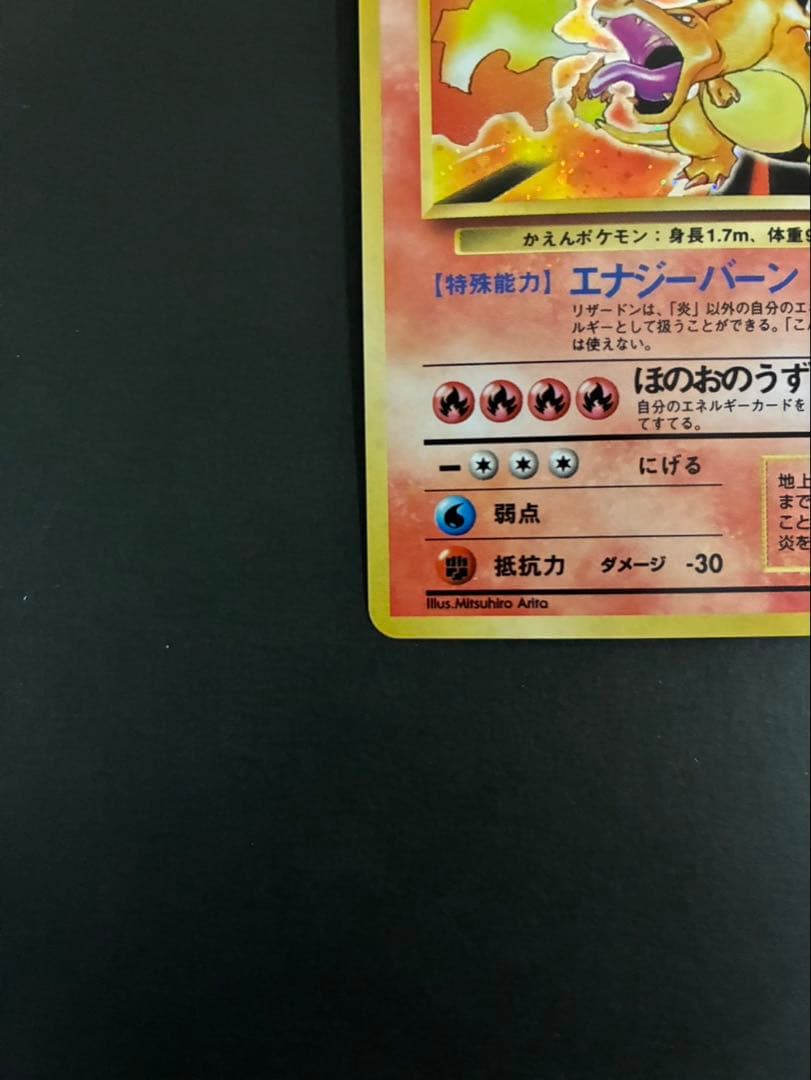 かえんポケモン：身長1.7m、体重9
【特殊能力】 エナジーバーン
リザードンは、「炎」以外の自分のエ
ルギーとして扱うことができる。「こ
は使えない。
ほのおのうず
自分のエネルギーカードを
てすてる。
にげる
弱点
抵抗力 ダメージ -30
地上
まで
こと
炎を
Illus.Mitsuhiro Arita